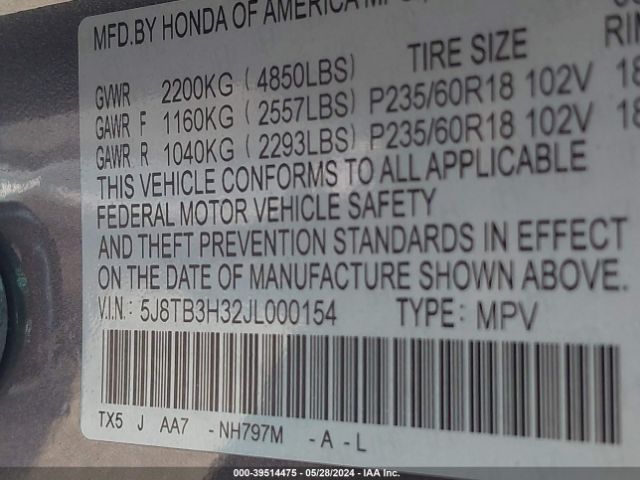 MFD.BY HONDA OF AMERICA
TIRE SIZE
GVWR 2200KG (4850LBS)
GAWR F 1160KG (2557LBS) P235/60R18 102V
GAWR R 1040KG (2293LBS) P235/60R18 102V
THIS VEHICLE CONFORMS TO ALL APPLICABLE
FEDERAL MOTOR VEHICLE SAFETY
AND THEFT PREVENTION STANDARDS IN EFFECT
ON THE DATE OF MANUFACTURE SHOWN ABOVE.
V.I.N: 5J8TB3H32JL000154 TYPE: MPV
TX5 J AA7 - NH797M - A - L
000-39514475 - 05/28/2024 - IAA Inc.